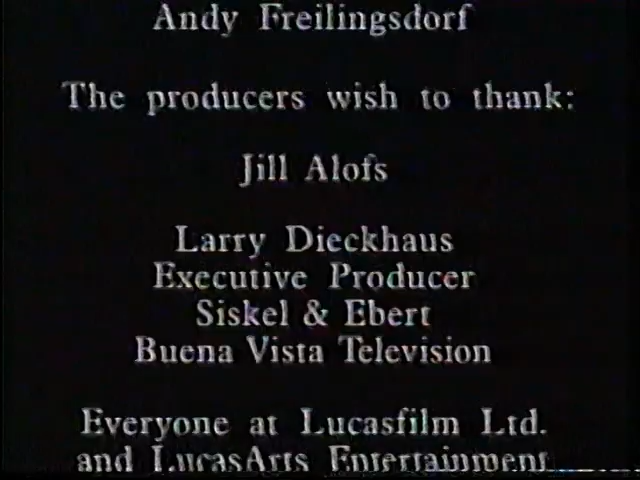 Andy Freilingsdorf
The producers wish to thank:
Jill Alofs
Larry Dieckhaus
Executive Producer
Siskel & Ebert
Buena Vista Television
Everyone at Lucasfilm Ltd.
and LucasArts Entertainment